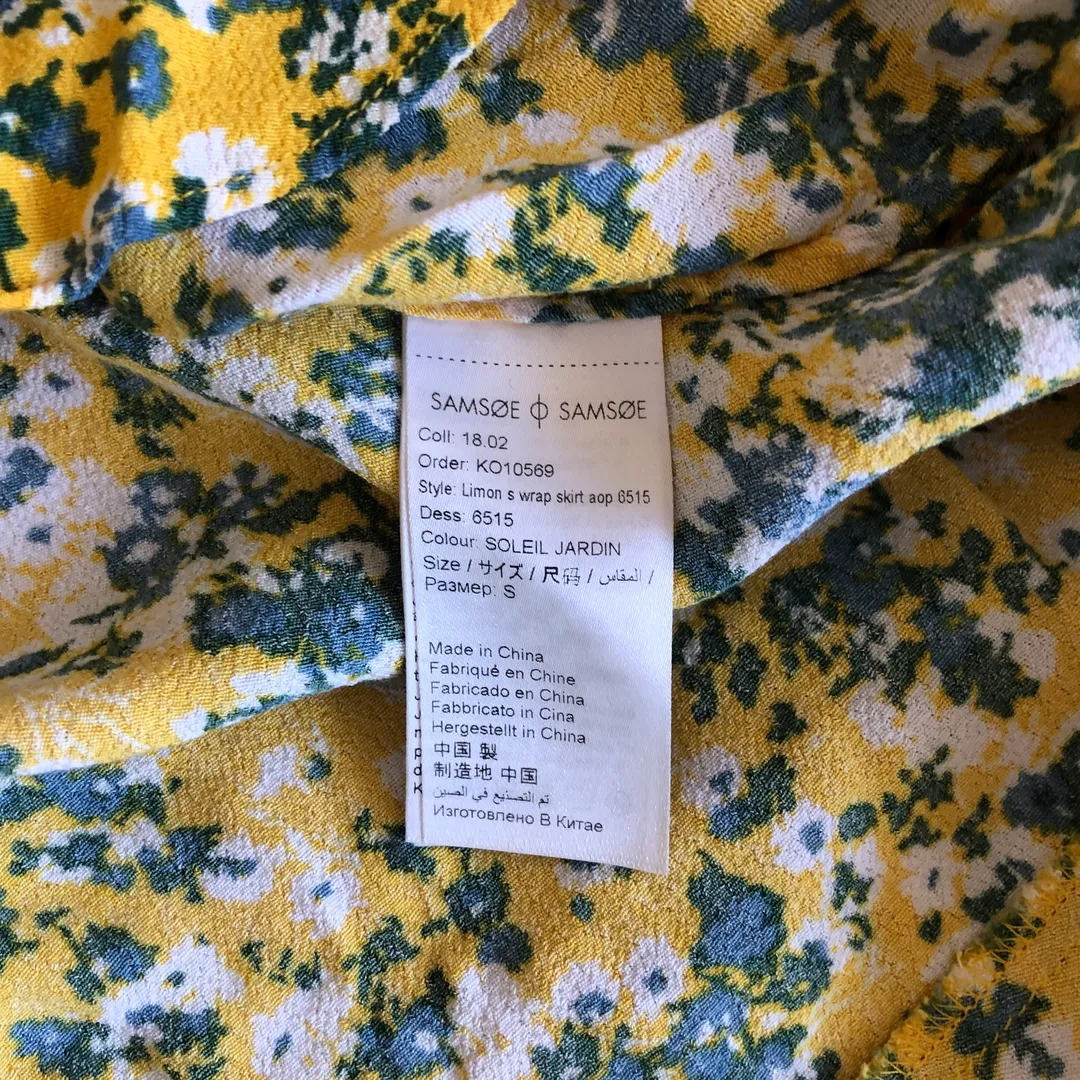 SAMSØE ϕ SAMSØE
Coll: 18.02
Order: KO10569
Style: Limon s wrap skirt aop 6515
Dess: 6515
Colour: SOLEIL JARDIN
Size / サイズ / 尺码 / المقاس /
Размер: S
Made in China
Fabriqué en Chine
Fabricado en China
Fabbricato in Cina
Hergestellt in China
中国 製
制造地 中国
تم التصنيع في الصين
Изготовлено В Китае